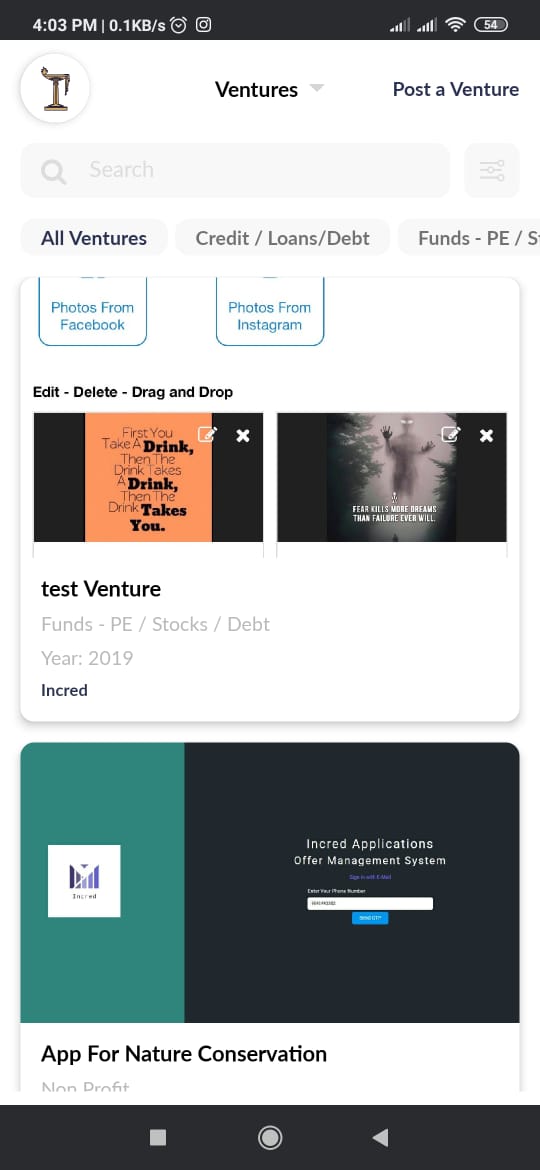 4:03 PM | 0.1KB/s
54
Ventures
Post a Venture
Search
All Ventures
Credit / Loans/Debt
Funds - PE / S
Photos From
Facebook
Photos From
Instagram
Edit - Delete - Drag and Drop
First You
Take A Drink,
Then The
Drink Takes
A Drink,
Then The
Drink Takes
You.
FEAR KILLS MORE DREAMS
THAN FAILURE EVER WILL.
test Venture
Funds - PE / Stocks / Debt
Year: 2019
Incred
Incred
Incred Applications
Offer Management System
Sign in with E-Mail
Enter Your Phone Number
Send OTP
App For Nature Conservation
Non Profit